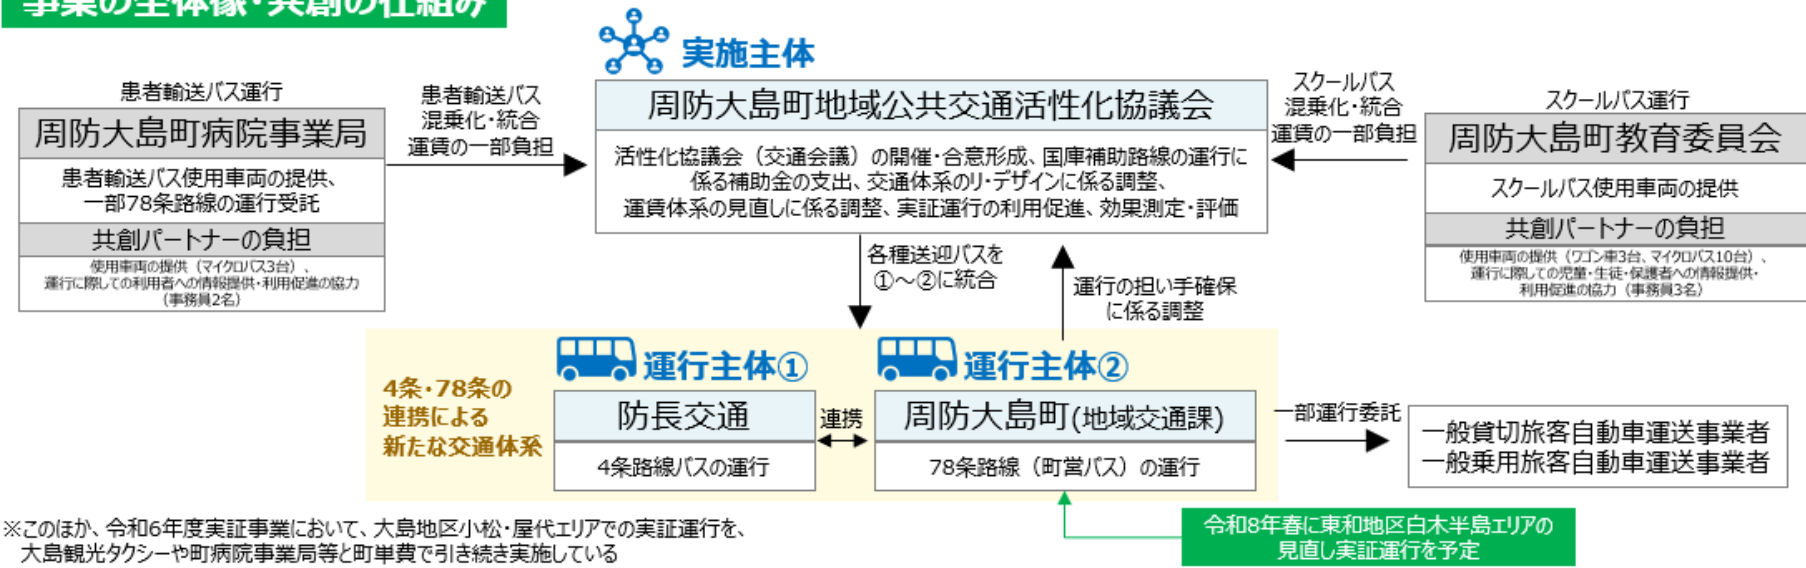 事業の全体像・共創の仕組み
実施主体
周防大島町地域公共交通活性化協議会
活性化協議会（交通会議）の開催・合意形成、国庫補助路線の運行に
係る補助金の支出、交通体系のリ・デザインに係る調整、
運賃体系の見直しに係る調整、実証運行の利用促進、効果測定・評価
患者輸送バス運行
周防大島町病院事業局
患者輸送バス使用車両の提供、
一部78条路線の運行受託
共創パートナーの負担
使用車両の提供（マイクロバス3台）、
運行に際しての利用者への情報提供・利用促進の協力
（事務員2名）
患者輸送バス
混乗化・統合
運賃の一部負担
スクールバス
混乗化・統合
運賃の一部負担
スクールバス運行
周防大島町教育委員会
スクールバス使用車両の提供
共創パートナーの負担
使用車両の提供（ワゴン車3台、マイクロバス10台）、
運行に際しての児童・生徒・保護者への情報提供・
利用促進の協力（事務員3名）
各種送迎バスを
①～②に統合
運行の担い手確保
に係る調整
4条・78条の
連携による
新たな交通体系
運行主体①
防長交通
4条路線バスの運行
連携
運行主体②
周防大島町(地域交通課)
78条路線（町営バス）の運行
一部運行委託
一般貸切旅客自動車運送事業者
一般乗用旅客自動車運送事業者
令和8年春に東和地区白木半島エリアの
見直し実証運行を予定
※このほか、令和6年度実証事業において、大島地区小松・屋代エリアでの実証運行を、
大島観光タクシーや町病院事業局等と町単費で引き続き実施している